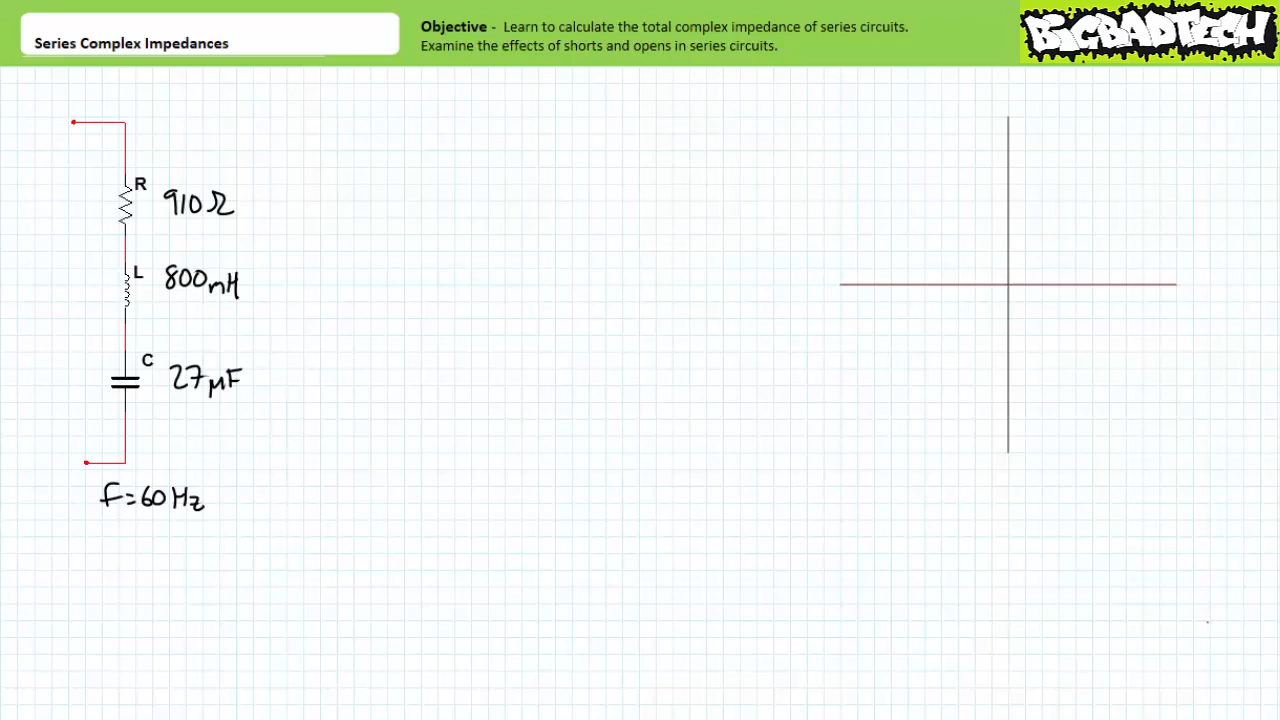 Series Complex Impedances
Objective - Learn to calculate the total complex impedance of series circuits.
Examine the effects of shorts and opens in series circuits.
BIGBADTECH
R 910Ω
L 800mH
C 27μF
F=60Hz